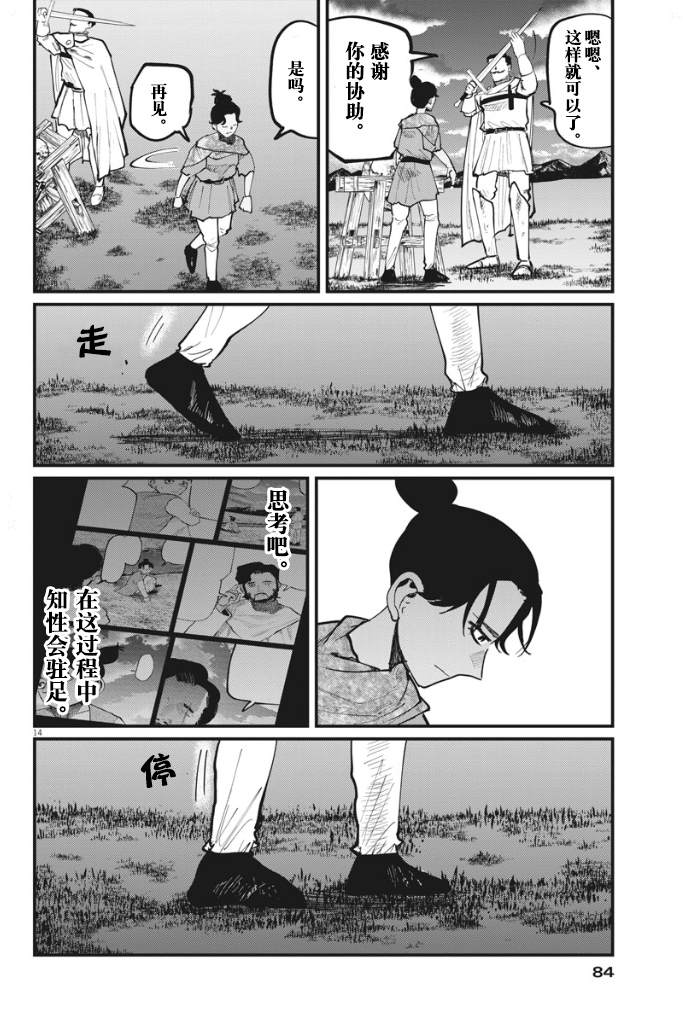 嗯嗯、
这样就可以了。
感谢
你的协助。
是吗。
再见。
走
思考吧。
在这过程中
知性会驻足。
14
停
84